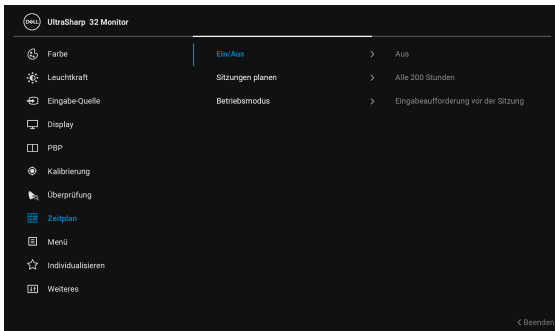 DELL UltraSharp 32 Monitor
Farbe Ein/Aus > Aus
Leuchtkraft Sitzungen planen > Alle 200 Stunden
Eingabe-Quelle Betriebsmodus > Eingabeaufforderung vor der Sitzung
Display
PBP
Kalibrierung
Überprüfung
Zeitplan
Menü
Individualisieren
Weiteres
< Beenden